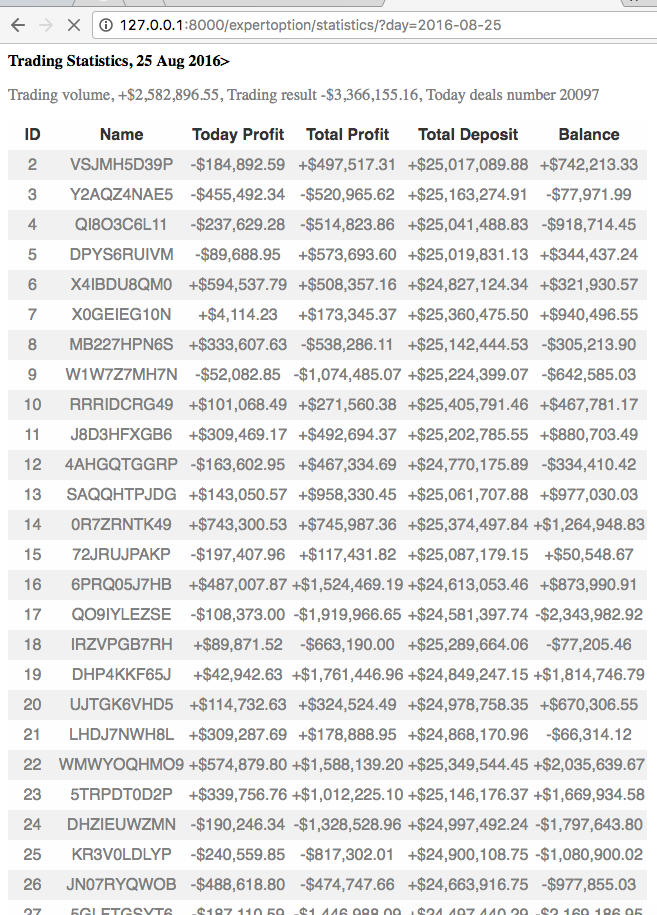 127.0.0.1:8000/expertoption/statistics/?day=2016-08-25
Trading Statistics, 25 Aug 2016>
Trading volume, +$2,582,896.55, Trading result -$3,366,155.16, Today deals number 20097
ID Name Today Profit Total Profit Total Deposit Balance
2 VSJMH5D39P -$184,892.59 +$497,517.31 +$25,017,089.88 +$742,213.33
3 Y2AQZ4NAE5 -$455,492.34 -$520,965.62 +$25,163,274.91 -$77,971.99
4 QI8O3C6L11 -$237,629.28 -$514,823.86 +$25,041,488.83 -$918,714.45
5 DPYS6RUIVM -$89,688.95 +$573,693.60 +$25,019,831.13 +$344,437.24
6 X4IBDU8QM0 +$594,537.79 +$508,357.16 +$24,827,124.34 +$321,930.57
7 X0GEIEG10N +$4,114.23 +$173,345.37 +$25,360,475.50 +$940,496.55
8 MB227HPN6S +$333,607.63 -$538,286.11 +$25,142,444.53 -$305,213.90
9 W1W7Z7MH7N -$52,082.85 -$1,074,485.07 +$25,224,399.07 -$642,585.03
10 RRRIDCRG49 +$101,068.49 +$271,560.38 +$25,405,791.46 +$467,781.17
11 J8D3HFXGB6 +$309,469.17 +$492,694.37 +$25,202,785.55 +$880,703.49
12 4AHGQTGGRP -$163,602.95 +$467,334.69 +$24,770,175.89 -$334,410.42
13 SAQQHTPJDG +$143,050.57 +$958,330.45 +$25,061,707.88 +$977,030.03
14 0R7ZRNTK49 +$743,300.53 +$745,987.36 +$25,374,497.84 +$1,264,948.83
15 72JRUJPAKP -$197,407.96 +$117,431.82 +$25,087,179.15 +$50,548.67
16 6PRQ05J7HB +$487,007.87 +$1,524,469.19 +$24,613,053.46 +$873,990.91
17 QO9IYLEZSE -$108,373.00 -$1,919,966.65 +$24,581,397.74 -$2,343,982.92
18 IRZVPGB7RH +$89,871.52 -$663,190.00 +$25,289,664.06 -$77,205.46
19 DHP4KKF65J +$42,942.63 +$1,761,446.96 +$24,849,247.15 +$1,814,746.79
20 UJTGK6VHD5 +$114,732.63 +$324,524.49 +$24,978,758.35 +$670,306.55
21 LHDJ7NWH8L +$309,287.69 +$178,888.95 +$24,868,170.96 -$66,314.12
22 WMWYOQHMO9 +$574,879.80 +$1,588,139.20 +$25,349,544.45 +$2,035,639.67
23 5TRPDT0D2P +$339,756.76 +$1,012,225.10 +$25,146,176.37 +$1,669,934.58
24 DHZIEUWZMN -$190,246.34 -$1,328,528.96 +$24,997,492.24 -$1,797,643.80
25 KR3V0LDLYP -$240,559.85 -$817,302.01 +$24,900,108.75 -$1,080,900.02
26 JN07RYQWOB -$488,618.80 -$474,747.66 +$24,663,916.75 -$977,855.03
27 5GLFTGSYT6 -$187,110.59 -$1,446,988.09 +$24,497,440.29 -$2,169,186.95